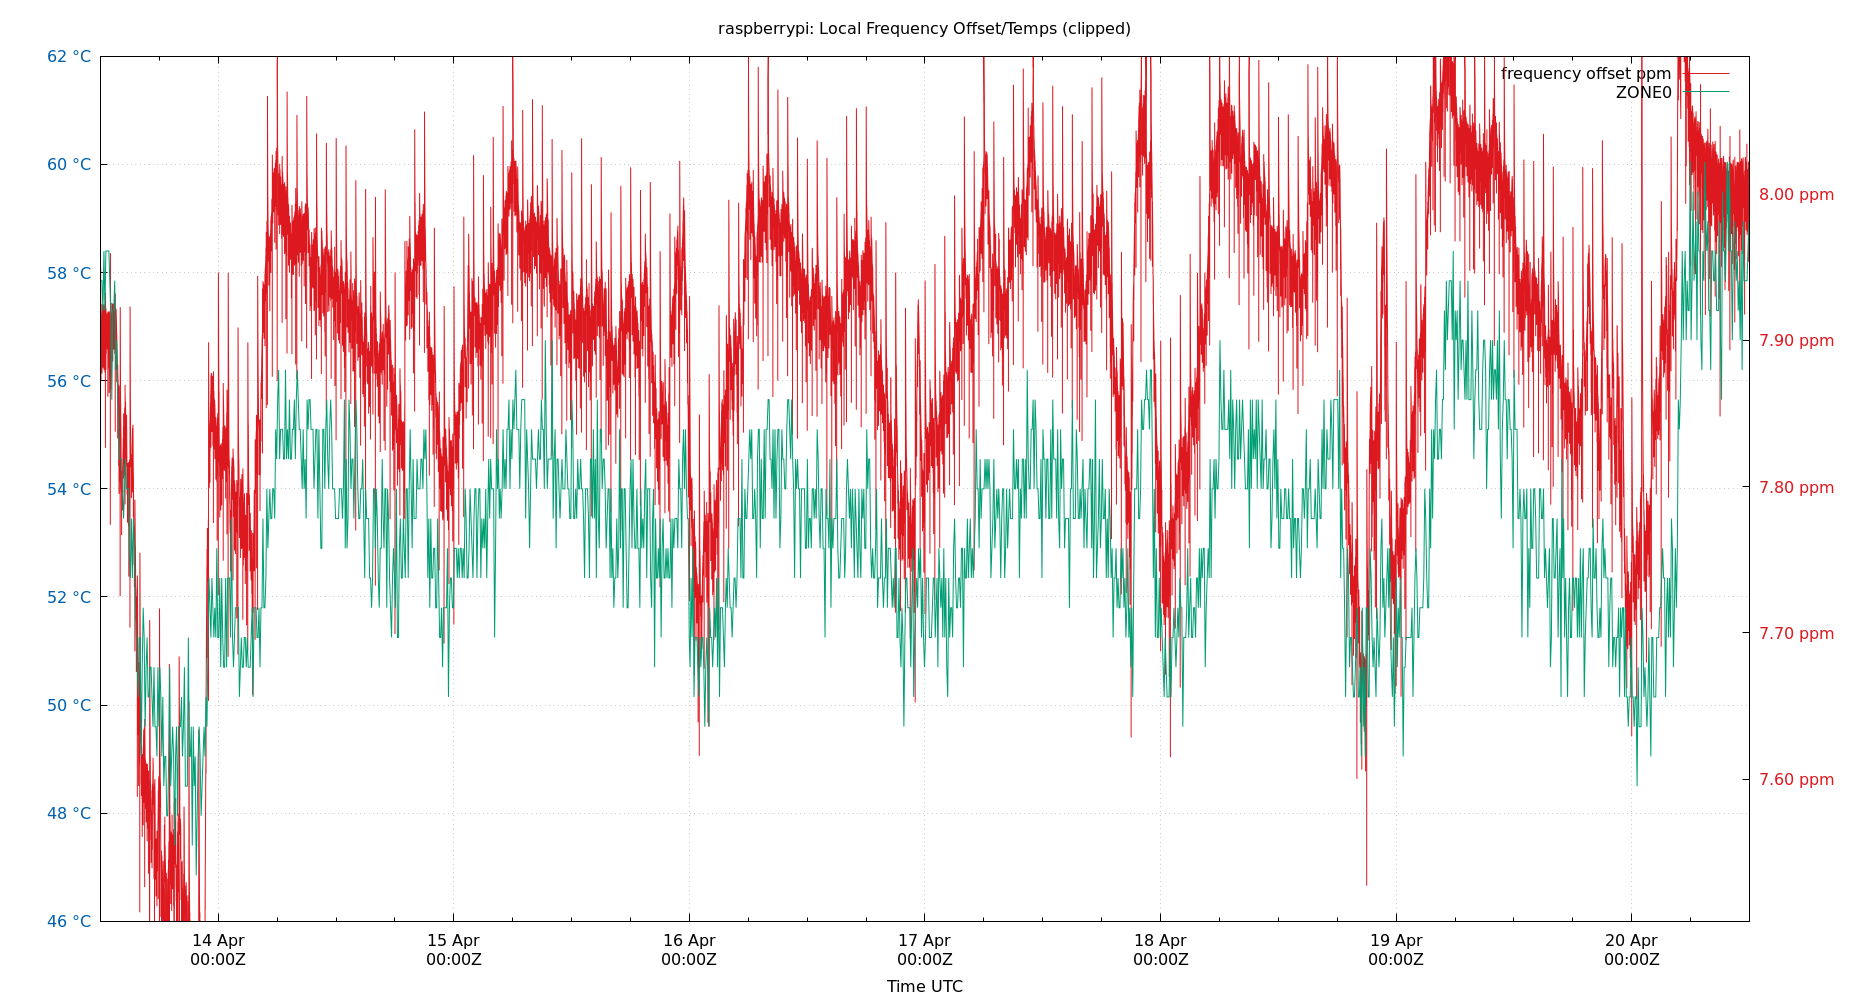 raspberrypi: Local Frequency Offset/Temps (clipped)
62 °C
60 °C
58 °C
56 °C
54 °C
52 °C
50 °C
48 °C
46 °C
frequency offset ppm
ZONE0
8.00 ppm
7.90 ppm
7.80 ppm
7.70 ppm
7.60 ppm
14 Apr
00:00Z
15 Apr
00:00Z
16 Apr
00:00Z
17 Apr
00:00Z
18 Apr
00:00Z
19 Apr
00:00Z
20 Apr
00:00Z
Time UTC